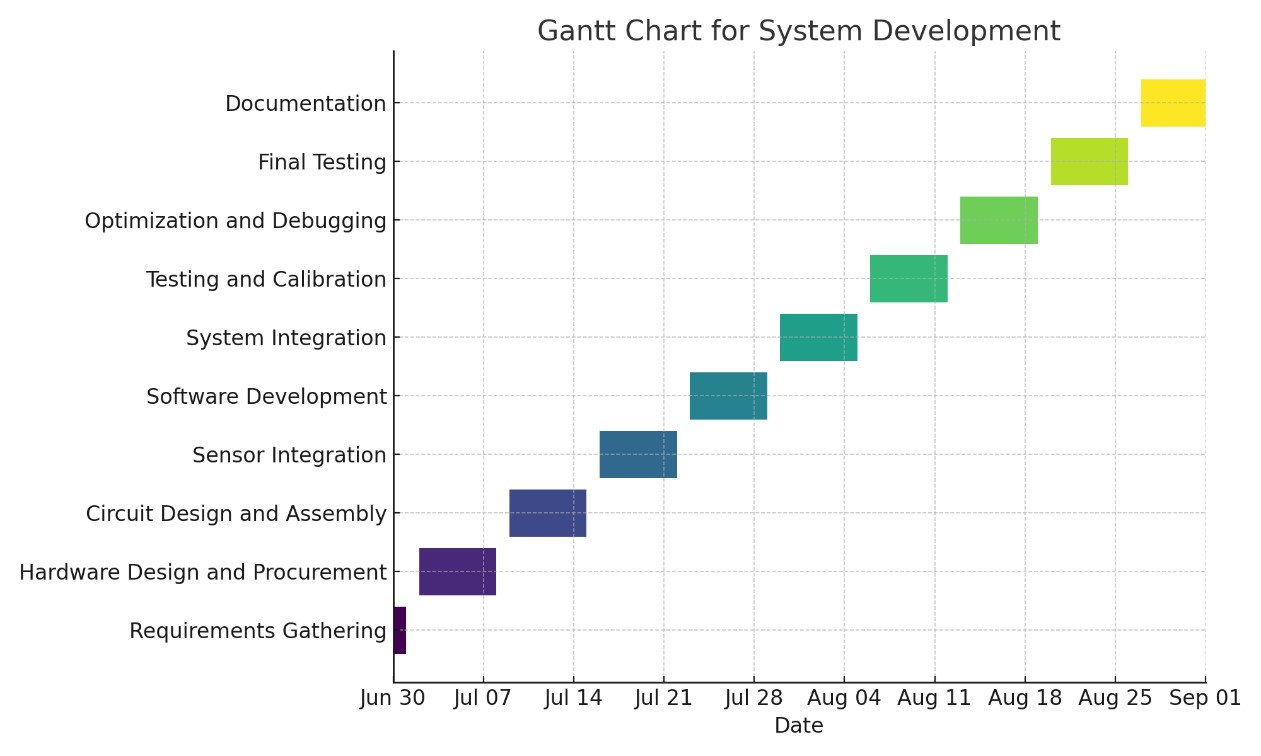 Gantt Chart for System Development
Documentation
Final Testing
Optimization and Debugging
Testing and Calibration
System Integration
Software Development
Sensor Integration
Circuit Design and Assembly
Hardware Design and Procurement
Requirements Gathering
Jun 30 Jul 07 Jul 14 Jul 21 Jul 28 Aug 04 Aug 11 Aug 18 Aug 25 Sep 01
Date